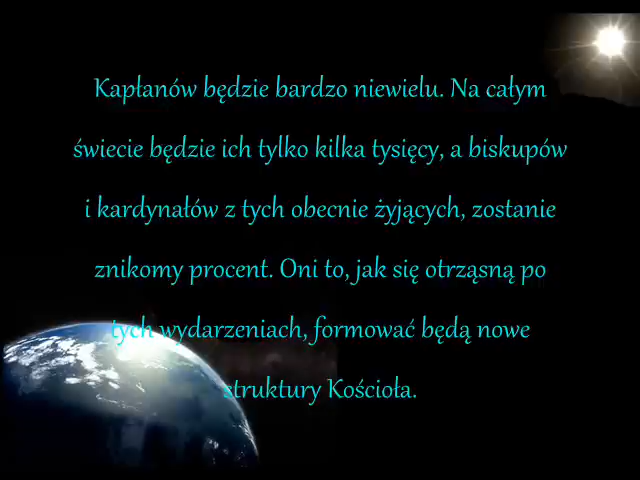 Kapłanów będzie bardzo niewielu. Na całym
świecie będzie ich tylko kilka tysięcy, a biskupów
i kardynałów z tych obecnie żyjących, zostanie
znikomy procent. Oni to, jak się otrząsną po
tych wydarzeniach, formować będą nowe
struktury Kościoła.